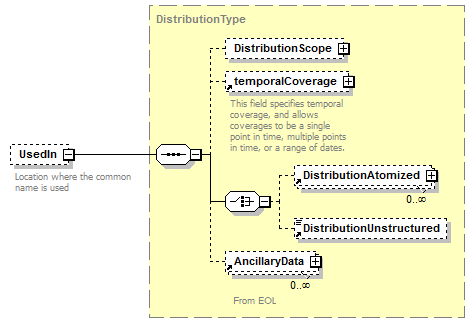 DistributionType
DistributionScope
temporalCoverage
This field specifies temporal
coverage, and allows
coverages to be a single
point in time, multiple points
in time, or a range of dates.
UsedIn
Location where the common
name is used
DistributionAtomized
0..∞
DistributionUnstructured
AncillaryData
0..∞
From EOL